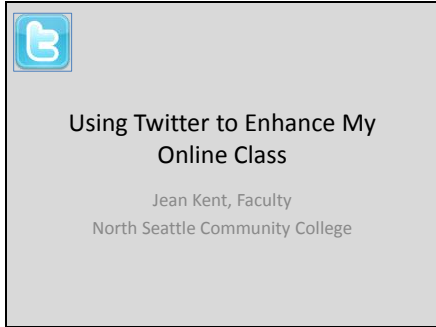 t
Using Twitter to Enhance My
Online Class
Jean Kent, Faculty
North Seattle Community College